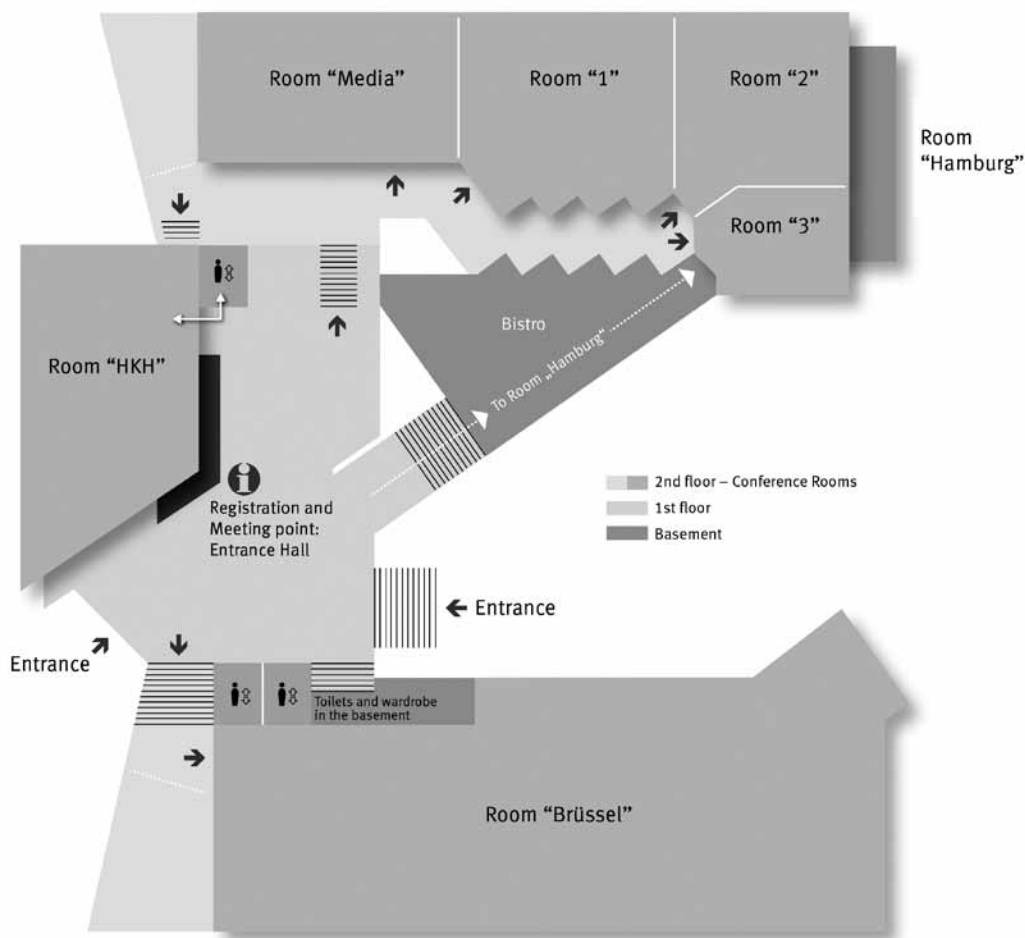 Room “Media”
Room “1”
Room “2”
Room
“Hamburg”
Room “3”
Bistro
To Room „Hamburg“
Room “HKH”
i
Registration and
Meeting point:
Entrance Hall
2nd floor – Conference Rooms
1st floor
Basement
Entrance
Entrance
Toilets and wardrobe
in the basement
Room “Brüssel”